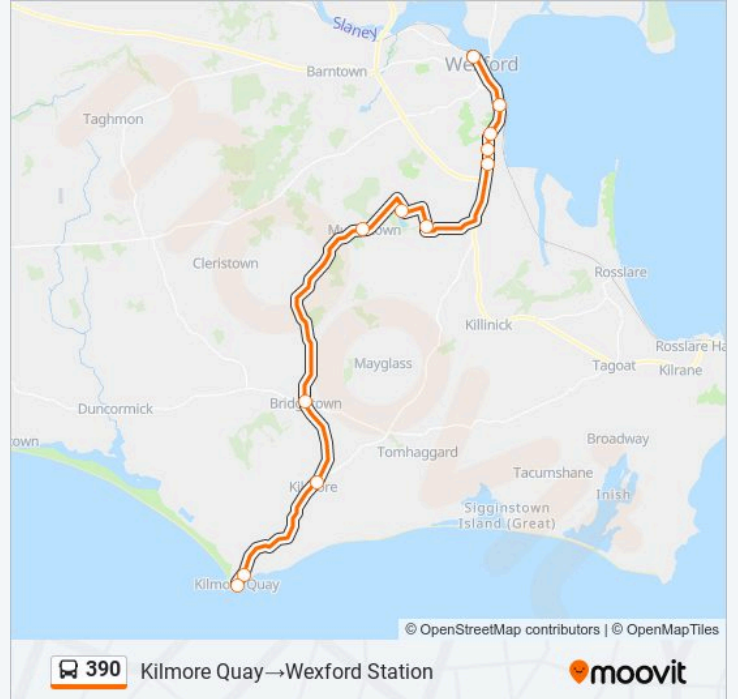 Slaney
Wexford
Barntown
Taghmon
Cleristown
Rosslare
Killinick
Rosslare Ha
Mayglass
Tagoat
Kilrane
Bridgetown
Duncormick
own
Broadway
Tomhaggard
Tacumshane
Kilmore
Inish
Sigginstown
Island (Great)
Kilmore Quay
© OpenStreetMap contributors | © OpenMapTiles
390 Kilmore Quay→Wexford Station
moovit